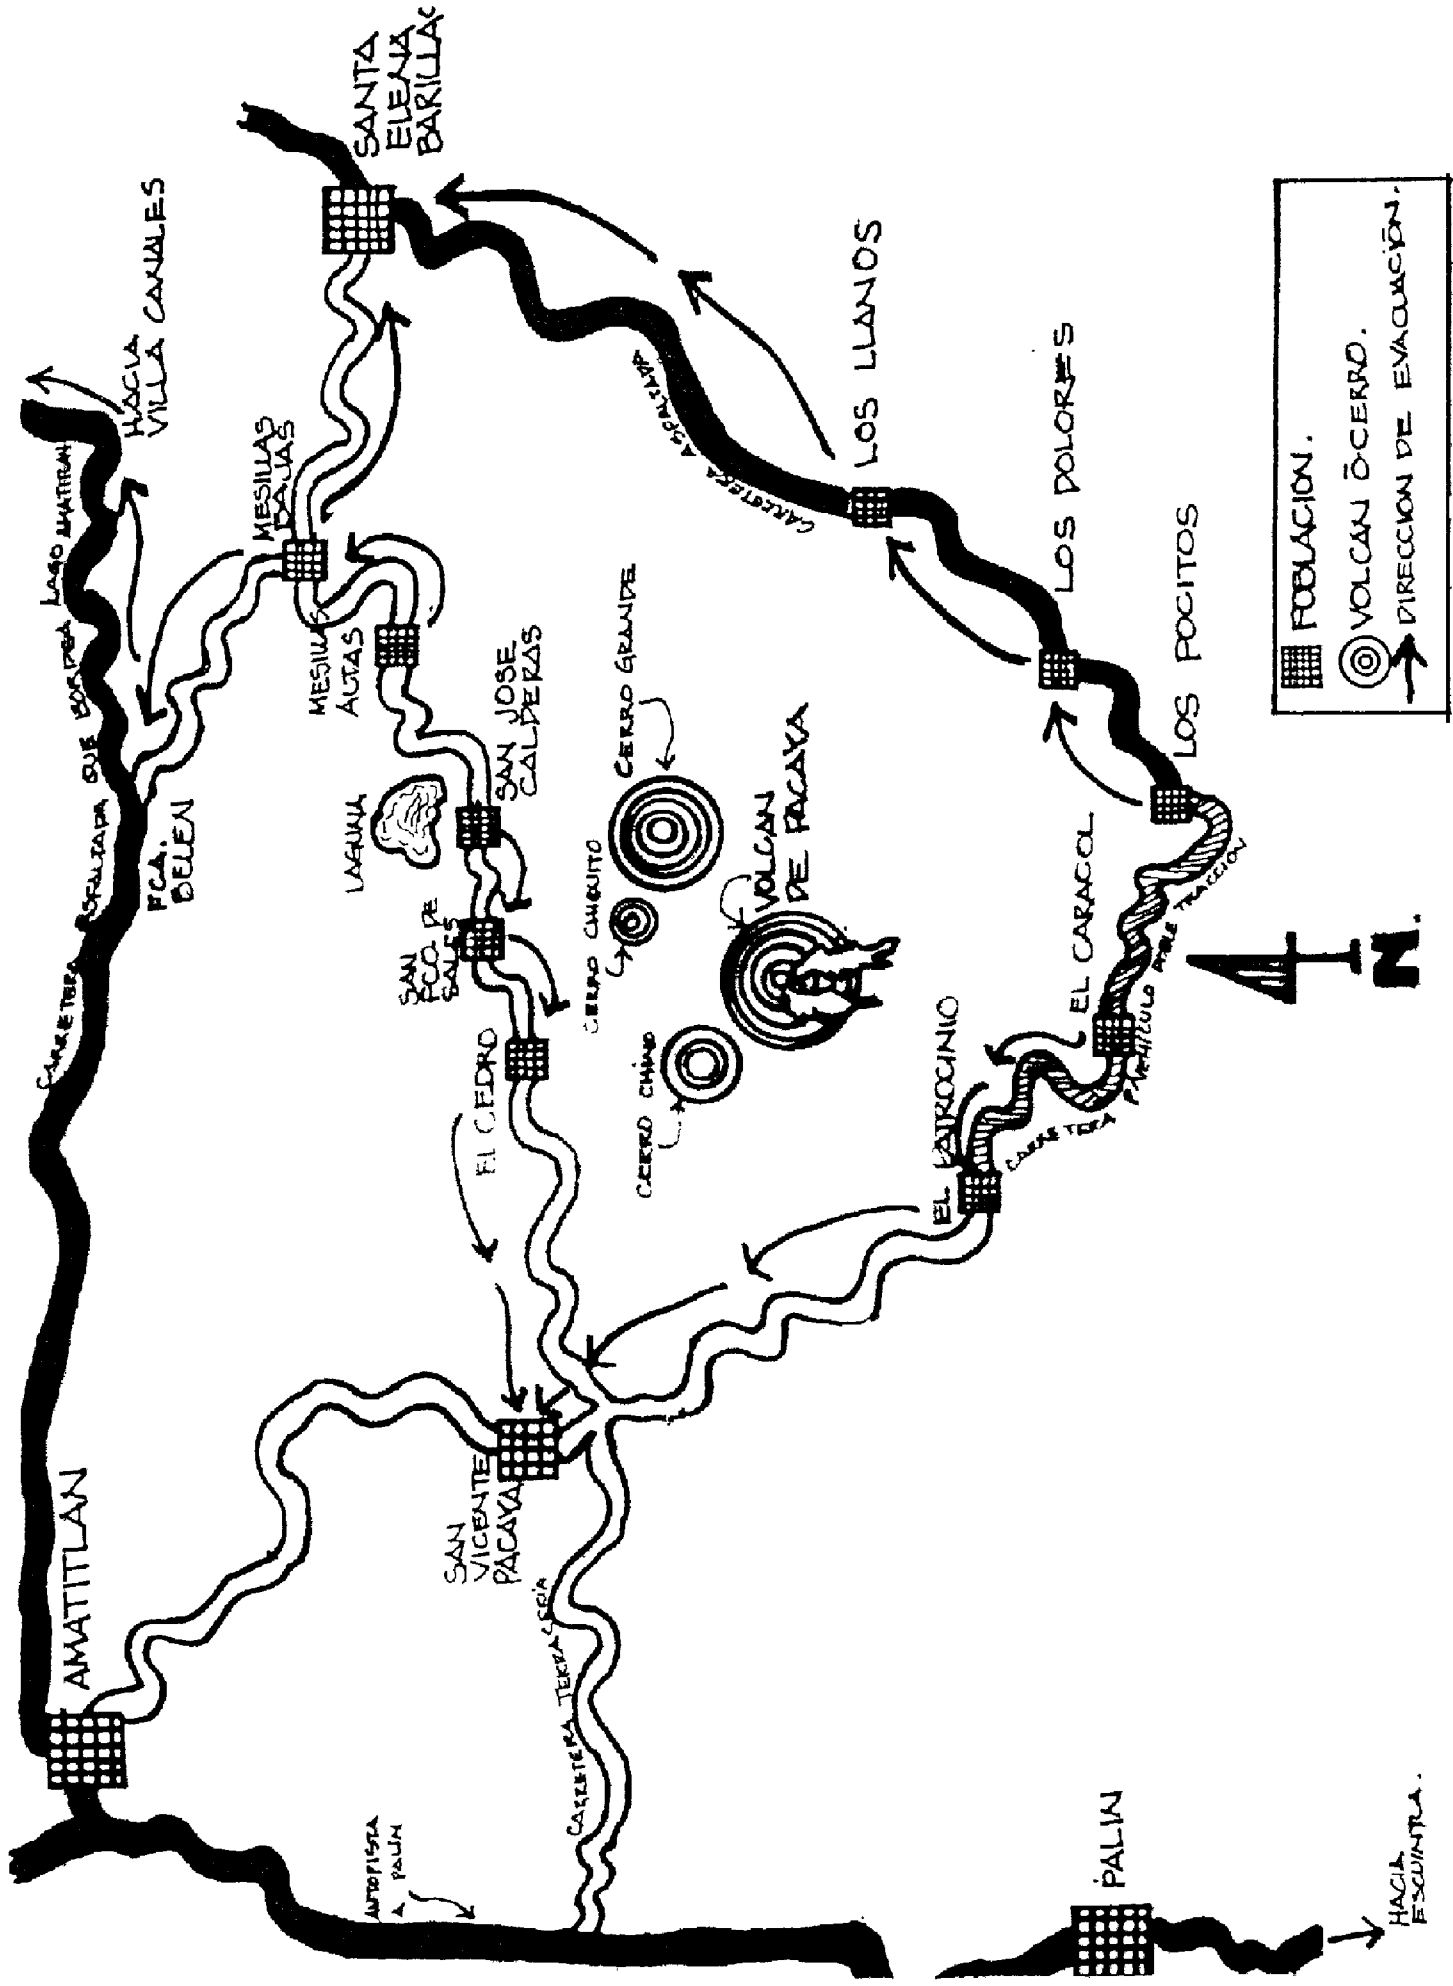 AMATITLAN
CARRETERA ASFALTADA QUE BORDEA LAGO AMATITLAN
HACIA
VILLA CANALES
SANTA
ELENA
BARILLAS
FCA.
BELEN
MESILLAS
BAJAS
MESILLAS
ALTAS
LAGUNA
SAN JOSE
CALDERAS
SAN
FCO. DE
SALES
EL CEDRO
SAN
VICENTE
PACAYA
CERRO CHIQUITO
CERRO GRANDE
CERRO CHINO
VOLCAN
DE PACAYA
CARRETERA ASFALTADA
LOS LLANOS
LOS DOLORES
LOS POCITOS
EL CARACOL
EL PATROCINIO
CARRETERA P/VEHICULO DOBLE TRACCION
CARRETERA TERRACERIA
AUTOPISTA
A PALIN
PALIN
HACIA
ESCUINTLA.
N.
POBLACION.
VOLCAN Ó CERRO.
DIRECCION DE EVACUACIÓN.